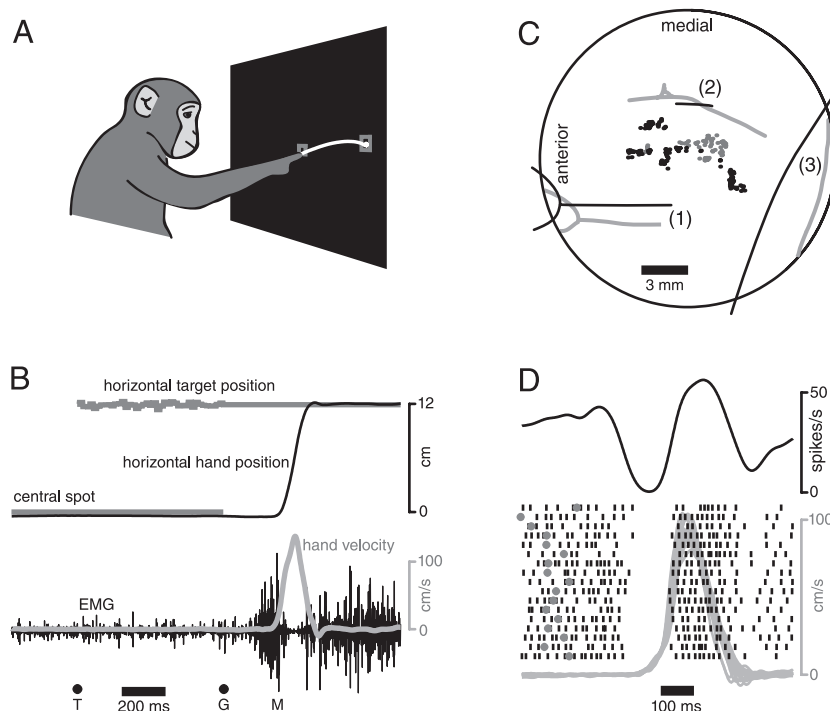 A
B
horizontal target position
12
cm
horizontal hand position
central spot
0
hand velocity
100
cm/s
EMG
0
T
200 ms
G
M
C
medial
(2)
anterior
(3)
(1)
3 mm
D
50
spikes/s
0
100
cm/s
0
100 ms